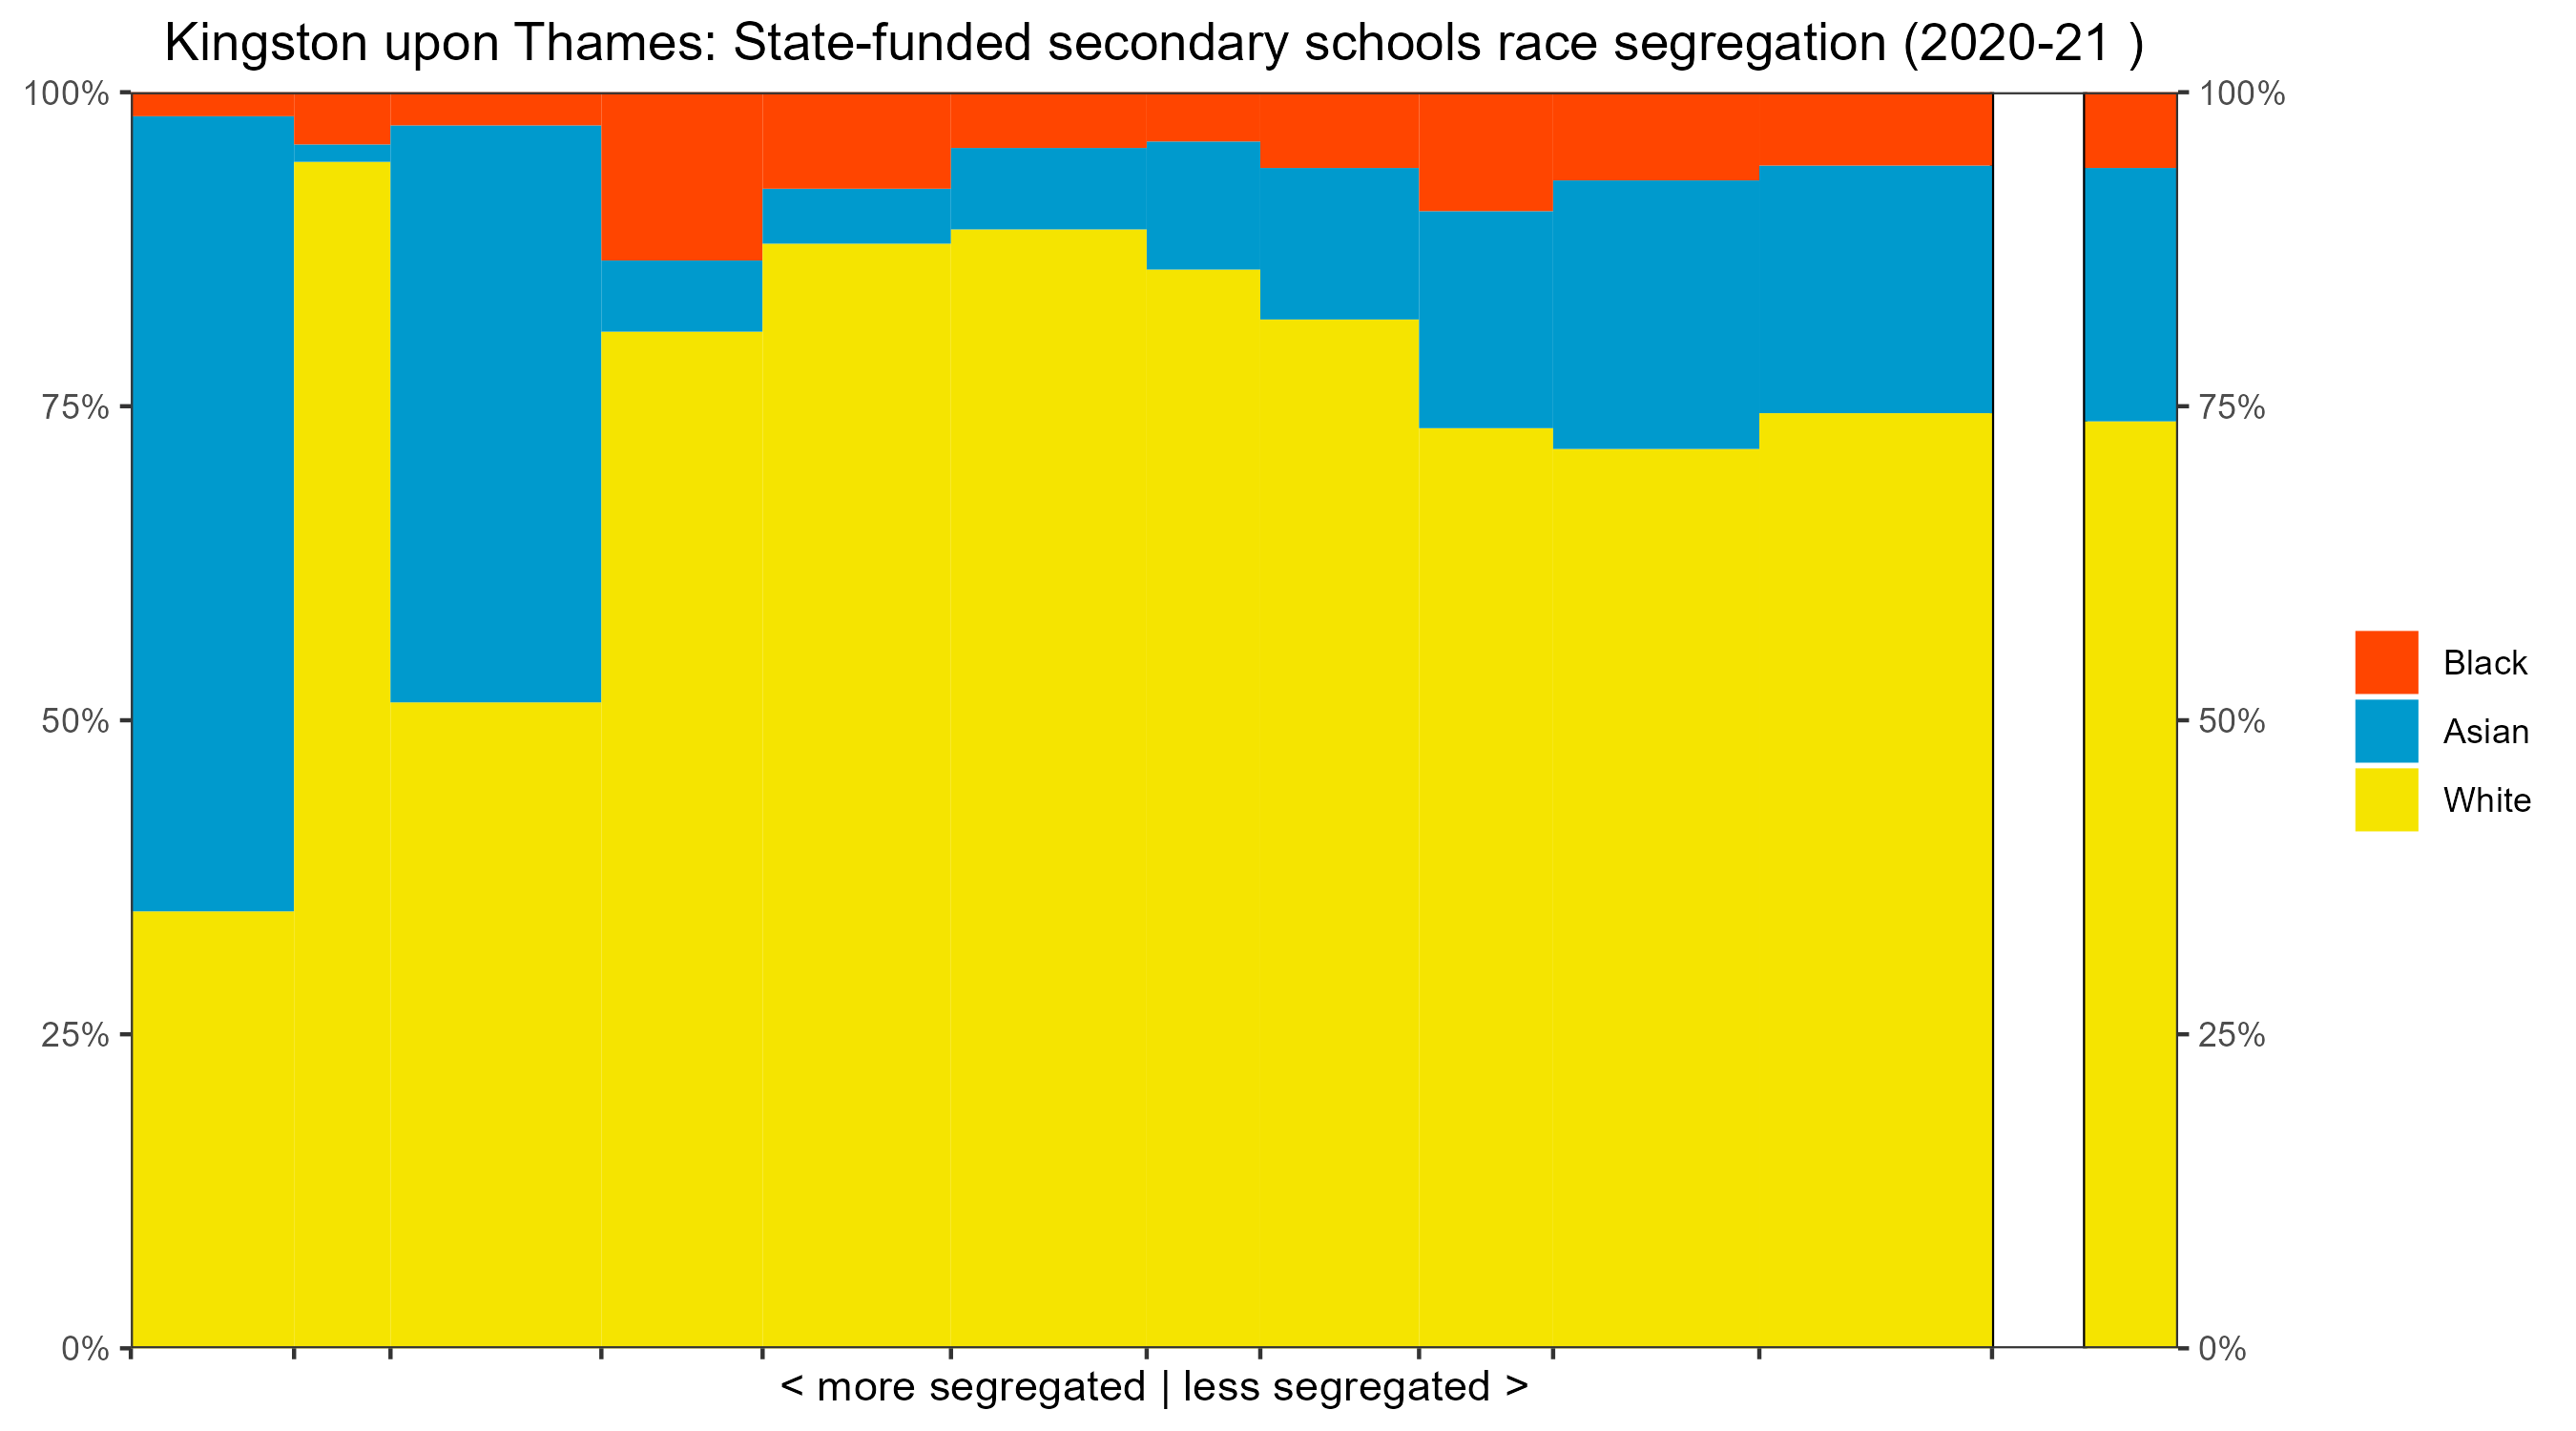 Kingston upon Thames: State-funded secondary schools race segregation (2020-21 )
100%
75%
50%
25%
0%
100%
75%
50%
25%
0%
Black
Asian
White
< more segregated | less segregated >